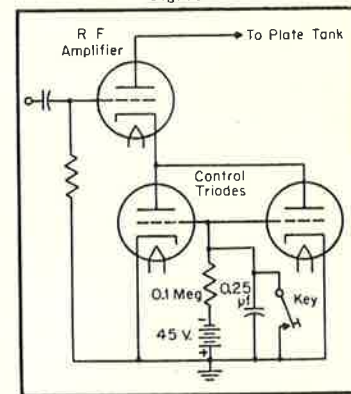 R F
Amplifier
To Plate Tank
Control
Triodes
0.1 Meg
0.25
µf
Key
45 V.
-
+